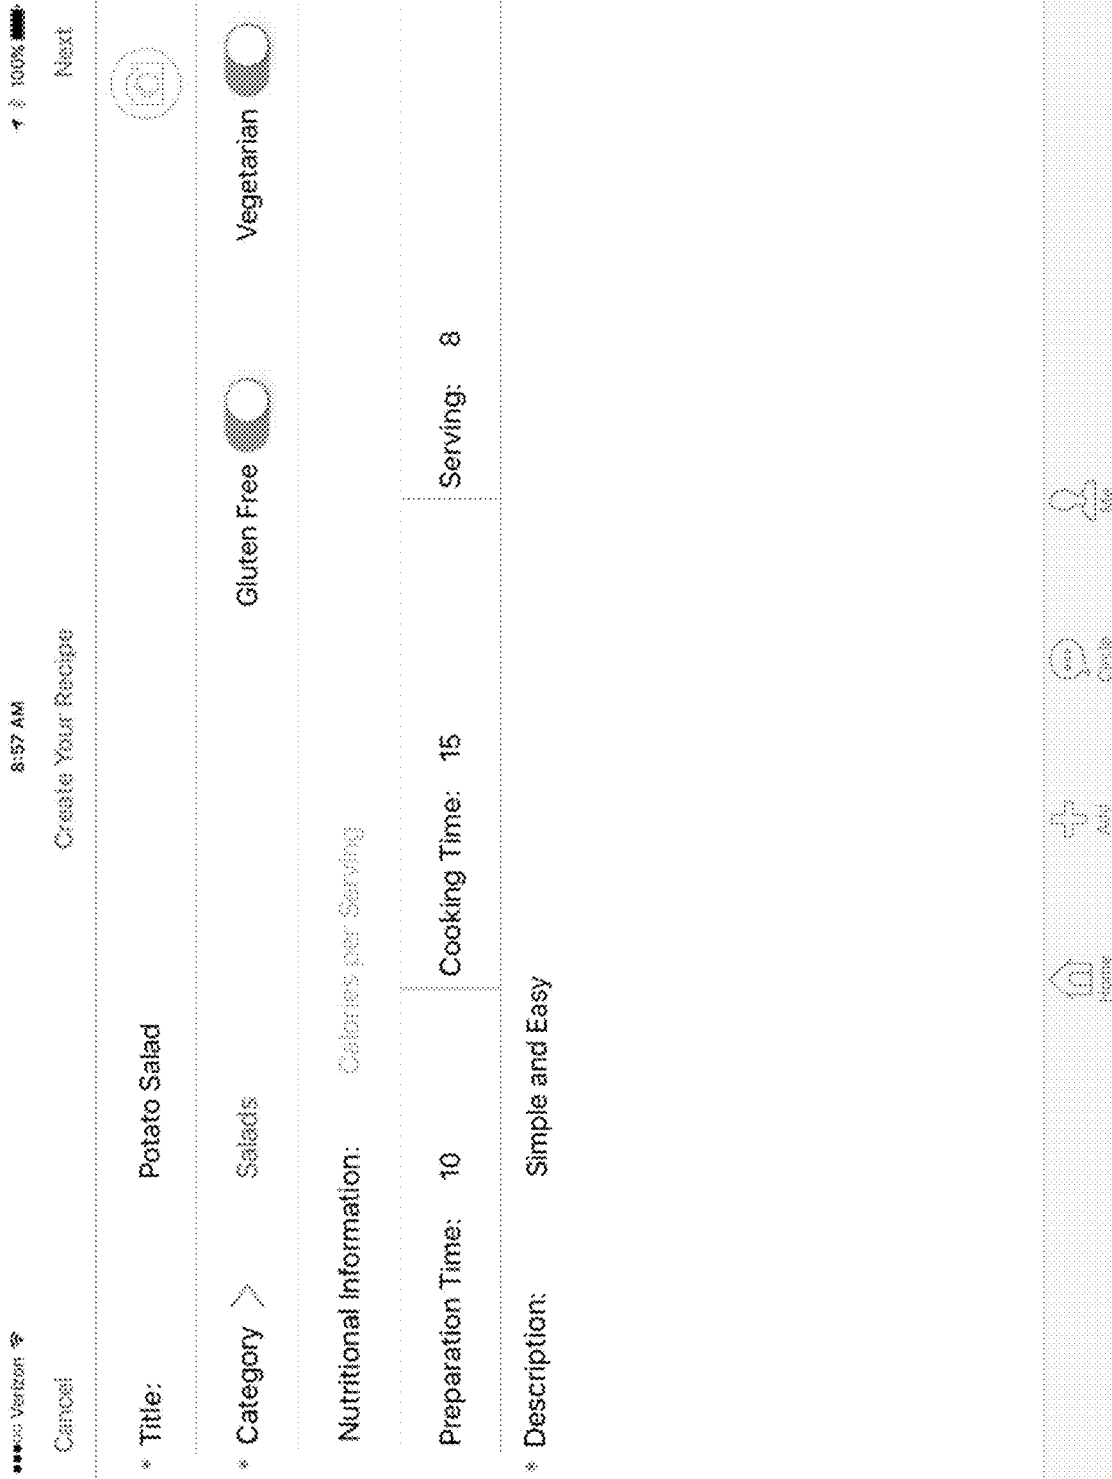 Verizon 8:57 AM 100%
Cancel Create Your Recipe Next
* Title: Potato Salad
* Category > Salads Gluten Free Vegetarian
Nutritional Information: Calories per Serving
Preparation Time: 10 Cooking Time: 15 Serving: 8
* Description: Simple and Easy
Home Add